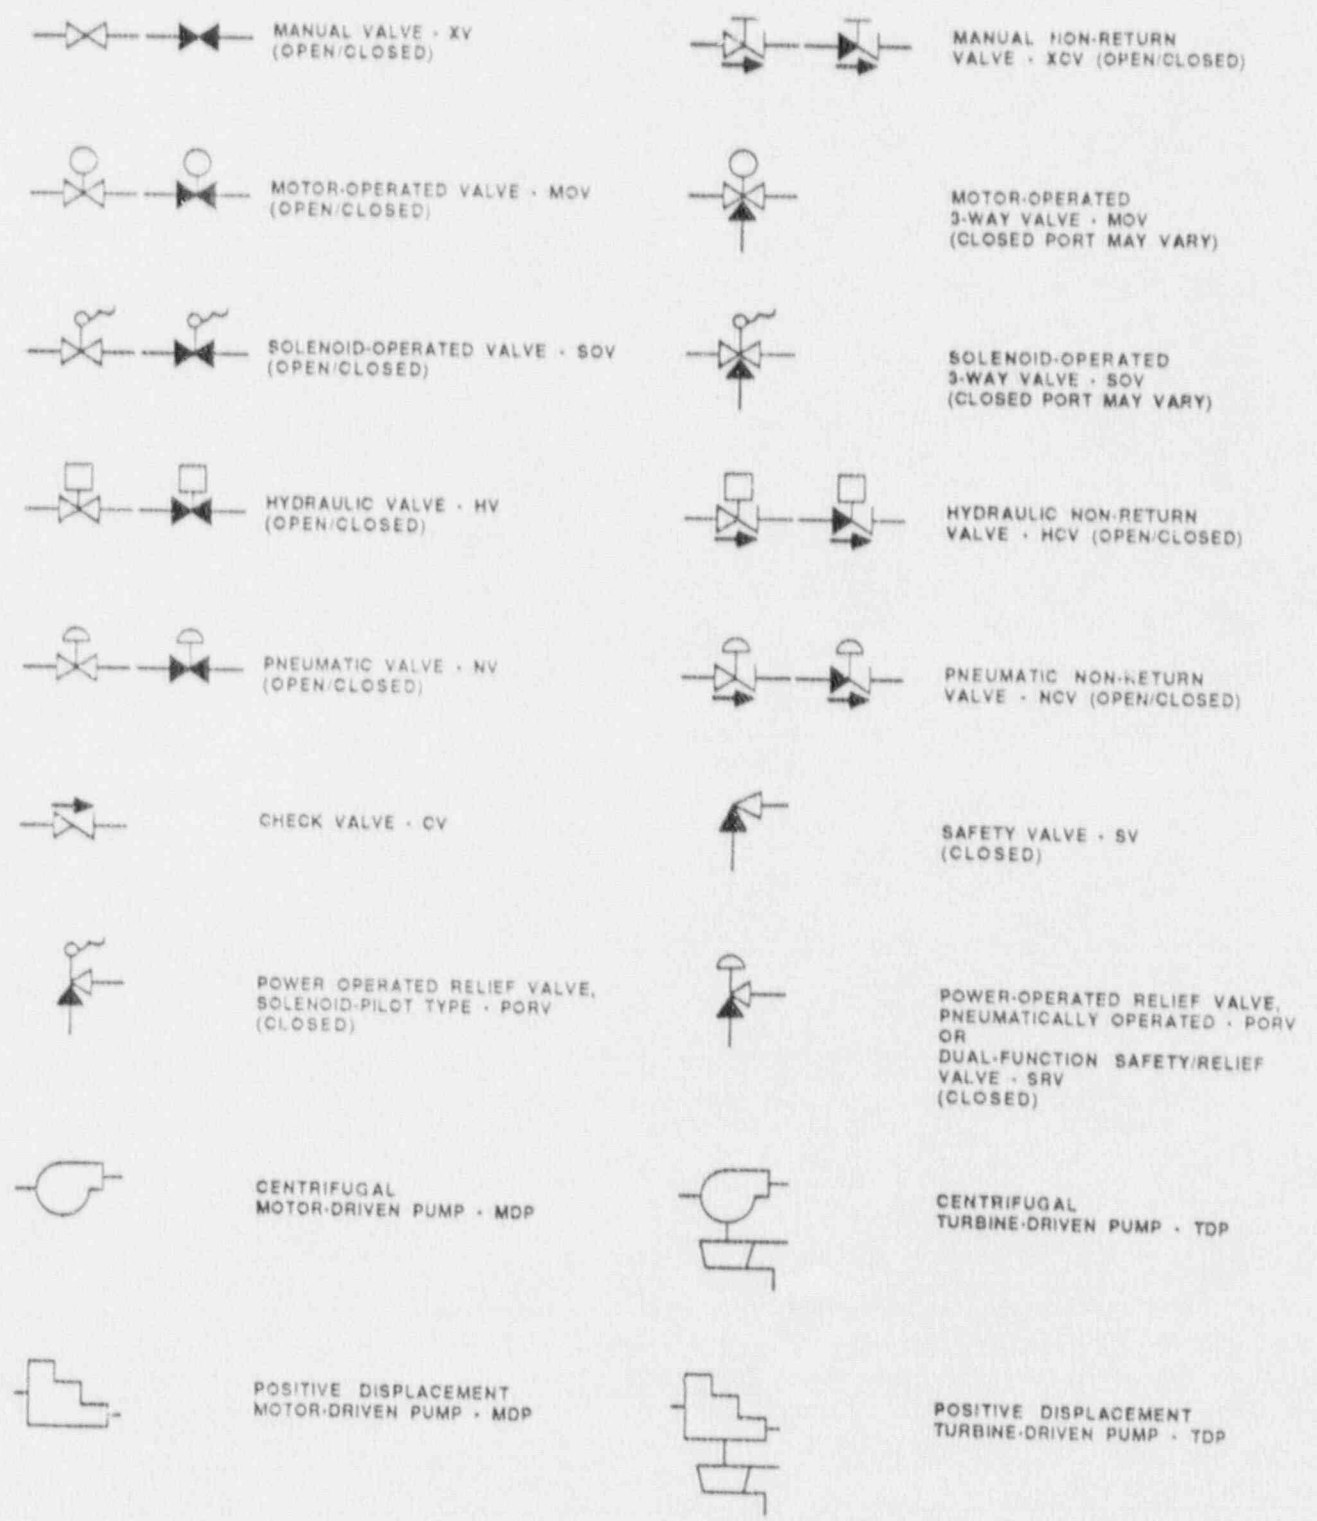 MANUAL VALVE - XV
(OPEN/CLOSED)
MANUAL NON-RETURN
VALVE - XCV (OPEN/CLOSED)
MOTOR-OPERATED VALVE - MOV
(OPEN/CLOSED)
MOTOR-OPERATED
3-WAY VALVE - MOV
(CLOSED PORT MAY VARY)
SOLENOID-OPERATED VALVE - SOV
(OPEN/CLOSED)
SOLENOID-OPERATED
3-WAY VALVE - SOV
(CLOSED PORT MAY VARY)
HYDRAULIC VALVE - HV
(OPEN/CLOSED)
HYDRAULIC NON-RETURN
VALVE - HCV (OPEN/CLOSED)
PNEUMATIC VALVE - NV
(OPEN/CLOSED)
PNEUMATIC NON-RETURN
VALVE - NCV (OPEN/CLOSED)
CHECK VALVE - CV
SAFETY VALVE - SV
(CLOSED)
POWER OPERATED RELIEF VALVE,
SOLENOID-PILOT TYPE - PORV
(CLOSED)
POWER-OPERATED RELIEF VALVE,
PNEUMATICALLY OPERATED - PORV
OR
DUAL-FUNCTION SAFETY/RELIEF
VALVE - SRV
(CLOSED)
CENTRIFUGAL
MOTOR-DRIVEN PUMP - MDP
CENTRIFUGAL
TURBINE-DRIVEN PUMP - TDP
POSITIVE DISPLACEMENT
MOTOR-DRIVEN PUMP - MDP
POSITIVE DISPLACEMENT
TURBINE-DRIVEN PUMP - TDP